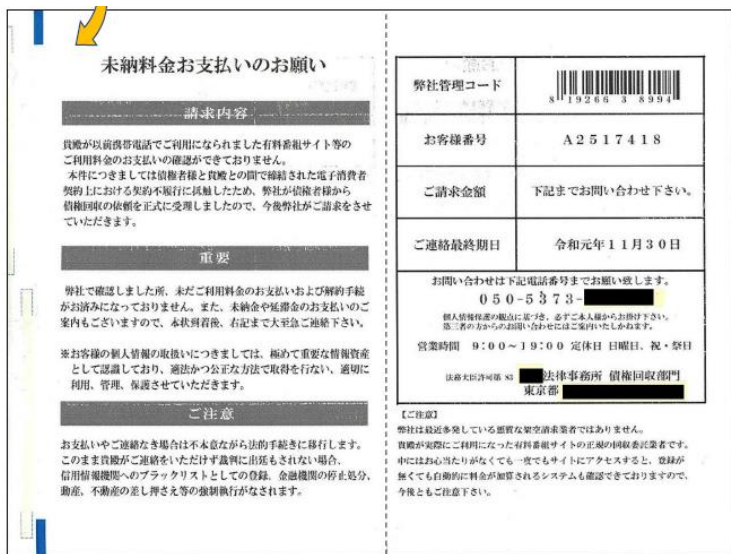 未納料金お支払いのお願い
請求内容
貴殿が以前携帯電話でご利用になられました有料番組サイト等の
ご利用料金のお支払いの確認ができておりません。
本件につきましては債権者様と貴殿との間で締結された電子消費者
契約上における契約不履行に抵触したため、弊社が債権者様から
債権回収の依頼を正式に受理しましたので、今後弊社がご請求をさせ
ていただきます。
重要
弊社で確認しました所、未だご利用料金のお支払いおよび解約手続
がお済みになっておりません。また、未納金や延滞金のお支払いのご
案内もございますので、本状到着後、右記まで大至急ご連絡下さい。
※お客様の個人情報の取扱いにつきましては、極めて重要な情報資産
として認識しており、適法かつ公正な方法で取得を行ない、適切に
利用、管理、保護させていただきます。
ご注意
お支払いやご連絡なき場合は不本意ながら法的手続きに移行します。
このまま貴殿がご連絡をいただけず裁判に出廷もされない場合、
信用情報機関へのブラックリストとしての登録、金融機関の停止処分、
動産、不動産の差し押さえ等の強制執行がなされます。
弊社管理コード
8 19266 3 8994
お客様番号
A2517418
ご請求金額
下記までお問い合わせ下さい。
ご連絡最終期日
令和元年11月30日
お問い合わせは下記電話番号までお願い致します。
050-5373-
個人情報保護の観点に基づき、必ずご本人様からお掛け下さい。
第三者の方からのお問い合わせにはご案内いたしかねます。
営業時間 9:00~19:00 定休日 日曜日、祝・祭日
法務大臣許可第 83 法律事務所 債権回収部門
東京都
【ご注意】
弊社は最近多発している悪質な架空請求業者ではありません。
貴殿が実際にご利用になった有料番組サイトの正規の回収委託業者です。
中にはお心当たりがなくても一度でもサイトにアクセスすると、登録が
無くても自動的に料金が加算されるシステムも確認できておりますので、
今後ともご注意下さい。